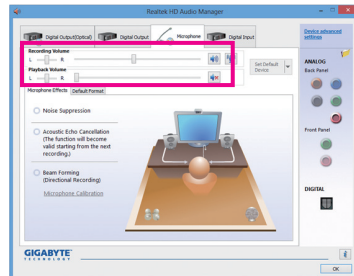 Realtek HD Audio Manager
Digital Output(Optical)
Digital Output
Microphone
Digital Input
Device advanced
settings
Recording Volume
L
R
Set Default
Device
Playback Volume
L
R
ANALOG
Back Panel
Microphone Effects
Default Format
Noise Suppression
Acoustic Echo Cancellation
(The function will become
valid starting from the next
recording.)
Front Panel
Beam Forming
(Directional Recording)
Microphone Calibration
DIGITAL
GIGABYTE
TECHNOLOGY
OK